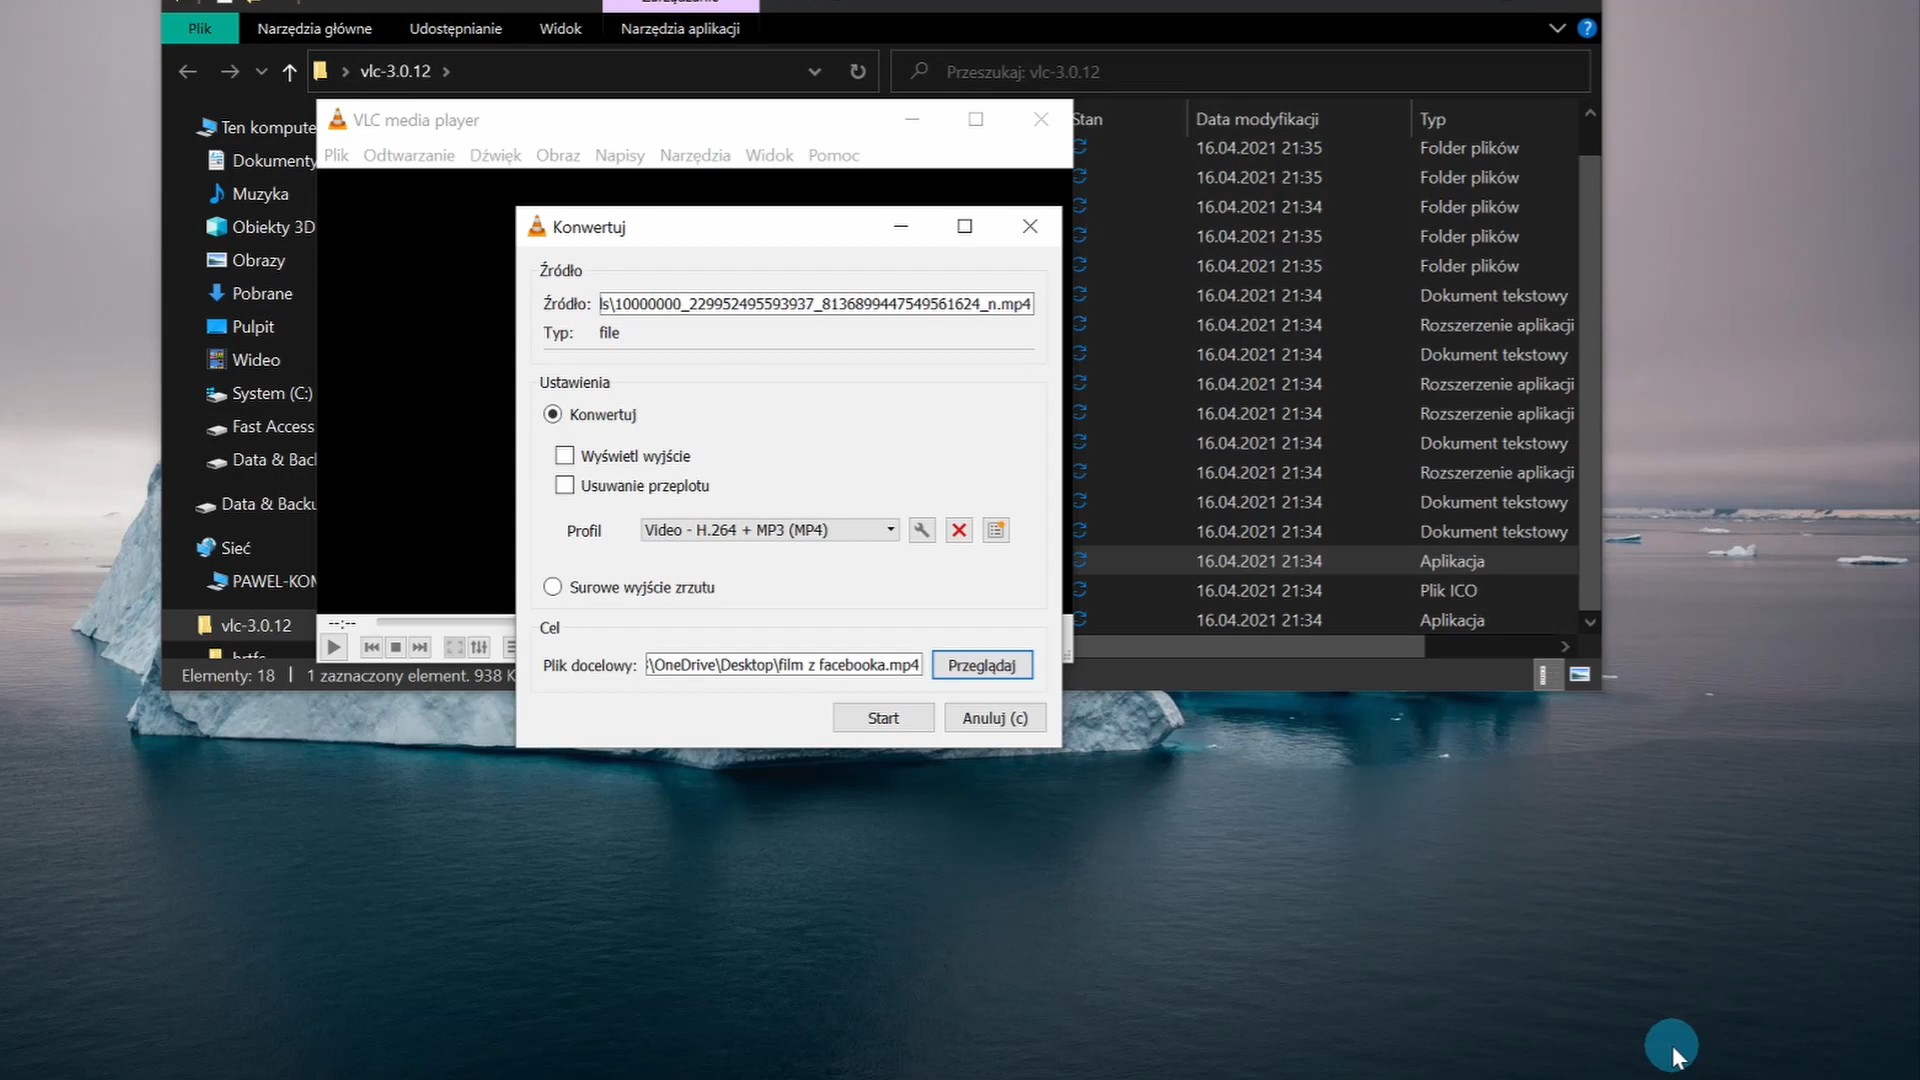 Plik Narzędzia główne Udostępnianie Widok Narzędzia aplikacji
vlc-3.0.12 Przeszukaj: vlc-3.0.12
VLC media player
Plik Odtwarzanie Dźwięk Obraz Napisy Narzędzia Widok Pomoc
Ten kompute
Dokumenty
Muzyka
Obiekty 3D
Obrazy
Pobrane
Pulpit
Wideo
System (C:)
Fast Access
Data & Bac
Data & Backu
Sieć
PAWEL-KOM
vlc-3.0.12
Konwertuj
Źródło
Źródło: ls\10000000_229952495593937_8136899447549561624_n.mp4
Typ: file
Ustawienia
Konwertuj
Wyświetl wyjście
Usuwanie przeplotu
Profil Video - H.264 + MP3 (MP4)
Surowe wyjście zrzutu
Cel
Plik docelowy: \OneDrive\Desktop\film z facebooka.mp4 Przeglądaj
Start Anuluj (c)
--:--
Stan Data modyfikacji Typ
16.04.2021 21:35 Folder plików
16.04.2021 21:35 Folder plików
16.04.2021 21:34 Folder plików
16.04.2021 21:35 Folder plików
16.04.2021 21:35 Folder plików
16.04.2021 21:34 Dokument tekstowy
16.04.2021 21:34 Rozszerzenie aplikacji
16.04.2021 21:34 Dokument tekstowy
16.04.2021 21:34 Rozszerzenie aplikacji
16.04.2021 21:34 Rozszerzenie aplikacji
16.04.2021 21:34 Dokument tekstowy
16.04.2021 21:34 Rozszerzenie aplikacji
16.04.2021 21:34 Dokument tekstowy
16.04.2021 21:34 Dokument tekstowy
16.04.2021 21:34 Aplikacja
16.04.2021 21:34 Plik ICO
16.04.2021 21:34 Aplikacja
Elementy: 18 1 zaznaczony element. 938 K